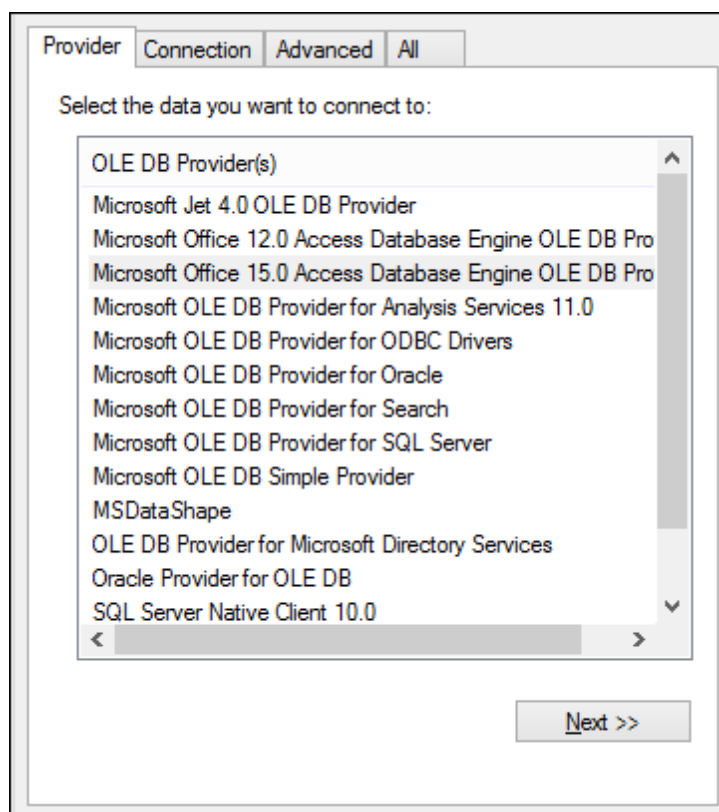 Provider
Connection
Advanced
All
Select the data you want to connect to:
OLE DB Provider(s)
Microsoft Jet 4.0 OLE DB Provider
Microsoft Office 12.0 Access Database Engine OLE DB Pro
Microsoft Office 15.0 Access Database Engine OLE DB Pro
Microsoft OLE DB Provider for Analysis Services 11.0
Microsoft OLE DB Provider for ODBC Drivers
Microsoft OLE DB Provider for Oracle
Microsoft OLE DB Provider for Search
Microsoft OLE DB Provider for SQL Server
Microsoft OLE DB Simple Provider
MSDataShape
OLE DB Provider for Microsoft Directory Services
Oracle Provider for OLE DB
SQL Server Native Client 10.0
Next >>